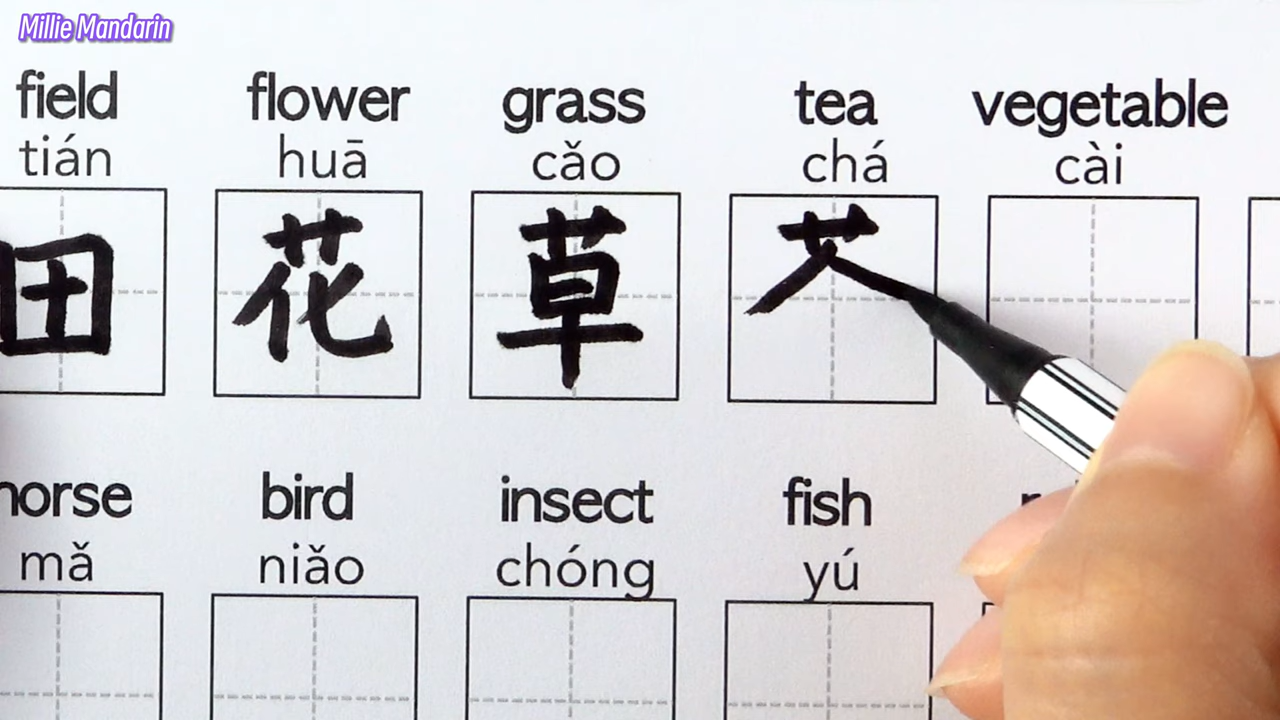 Millie Mandarin
field flower grass tea vegetable
tián huā cǎo chá cài
田 花 草
horse bird insect fish
mǎ niǎo chóng yú